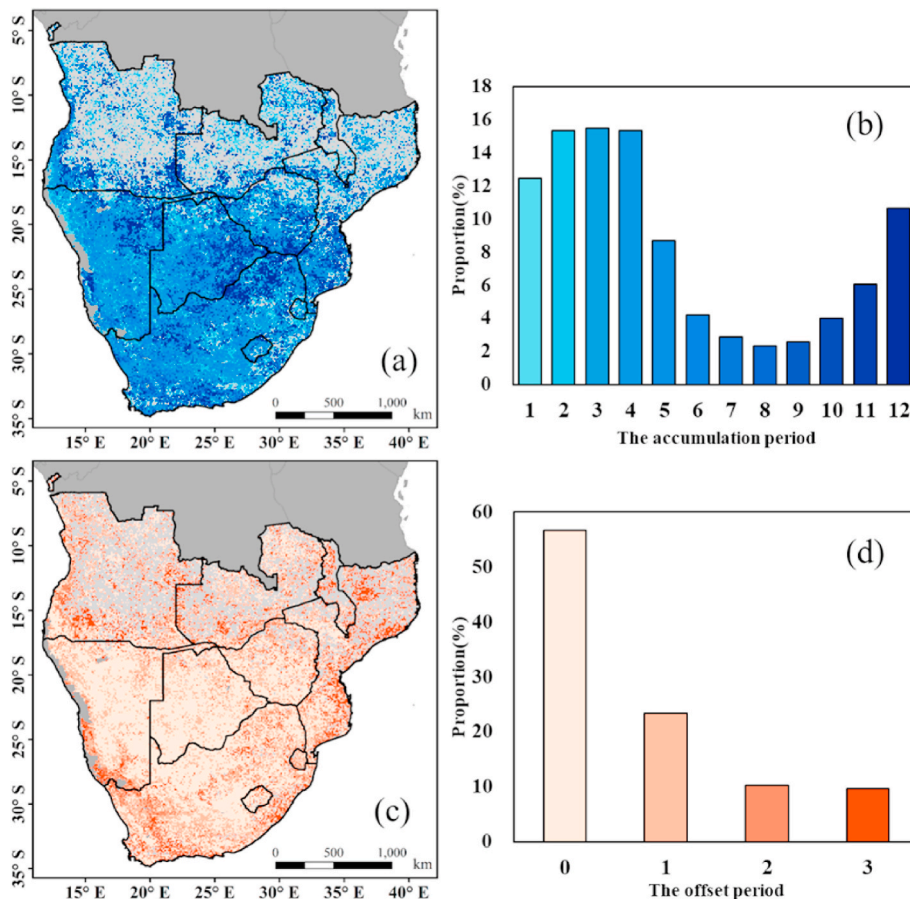 5°S
10°S
15°S
20°S
25°S
30°S
35°S
(a)
0 500 1,000
km
15° E 20° E 25° E 30° E 35° E 40° E
18
16
14
12
10
8
6
4
2
0
Proportion(%)
(b)
1 2 3 4 5 6 7 8 9 10 11 12
The accumulation period
5°S
10°S
15°S
20°S
25°S
30°S
35°S
(c)
0 500 1,000
km
15° E 20° E 25° E 30° E 35° E 40° E
60
50
40
30
20
10
0
Proportion(%)
(d)
0 1 2 3
The offset period